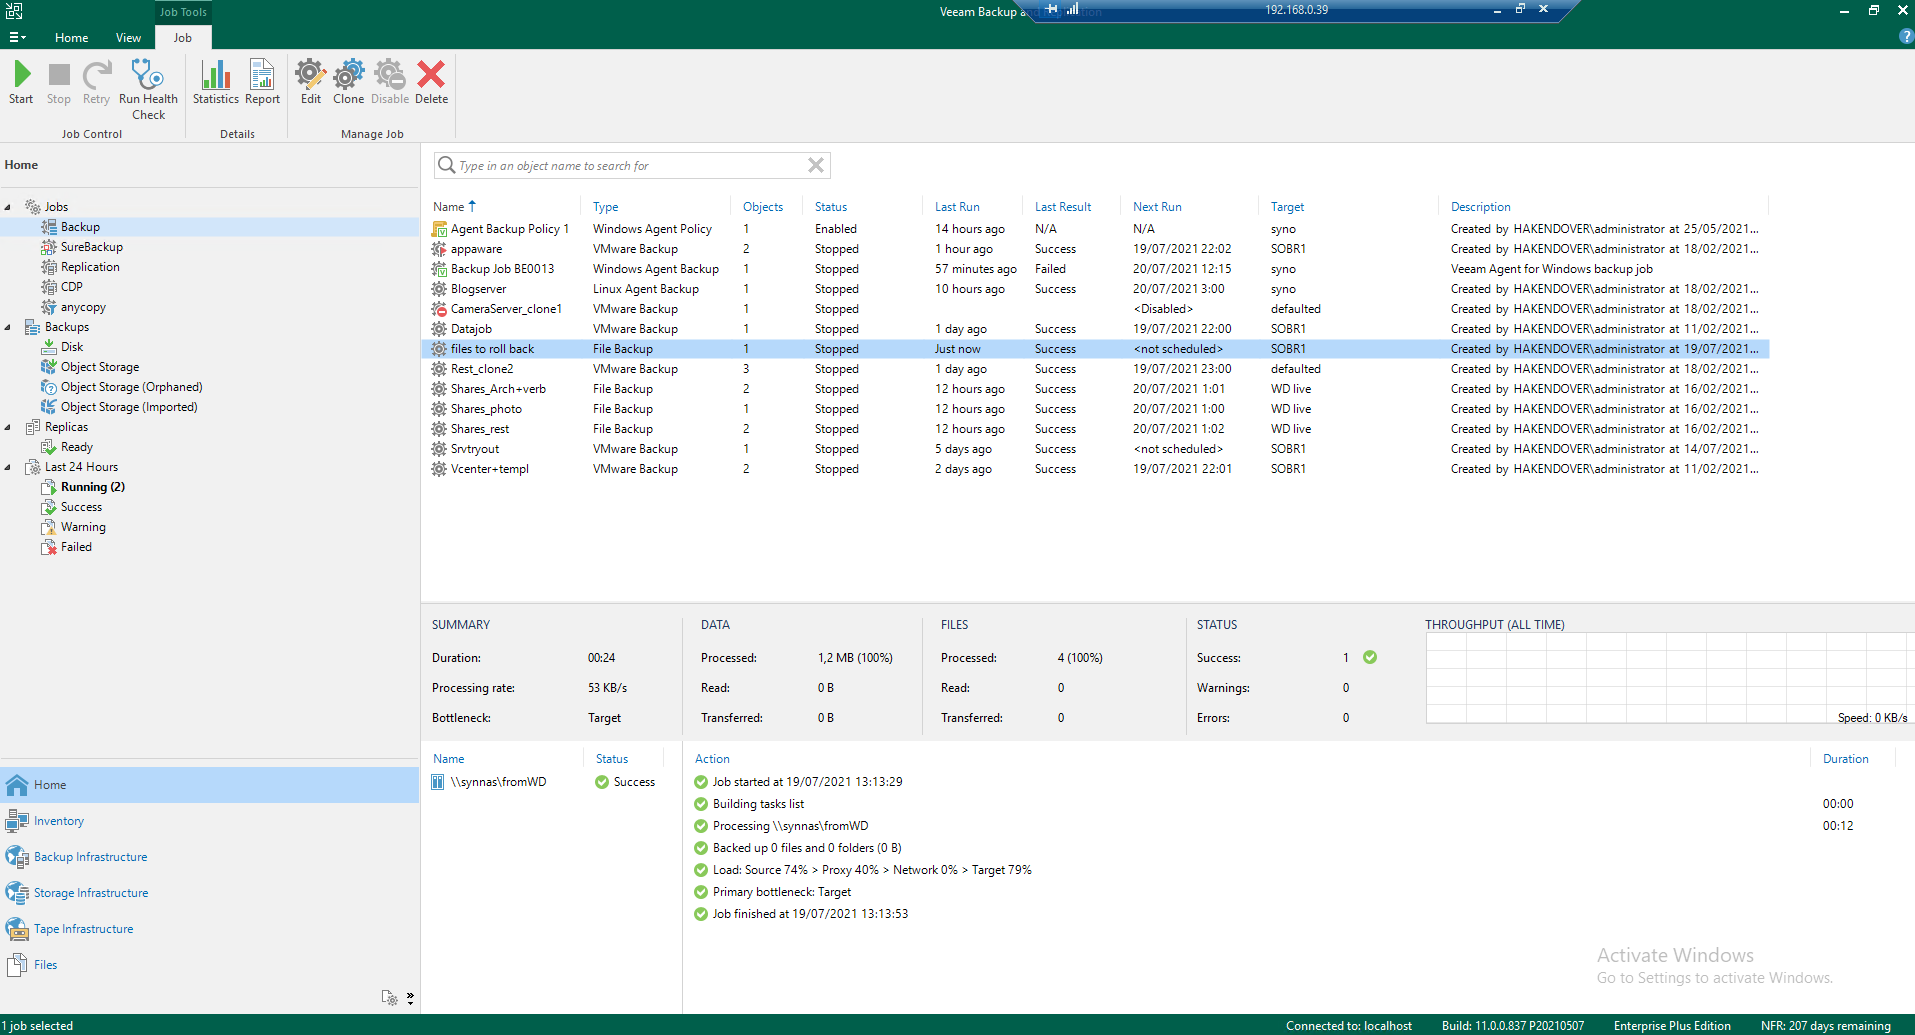 Job Tools
Veeam Backup and
192.168.0.39
Home View Job
Start Stop Retry Run Health Check Statistics Report Edit Clone Disable Delete
Job Control Details Manage Job
Home
Jobs
Backup
SureBackup
Replication
CDP
anycopy
Backups
Disk
Object Storage
Object Storage (Orphaned)
Object Storage (Imported)
Replicas
Ready
Last 24 Hours
Running (2)
Success
Warning
Failed
Home
Inventory
Backup Infrastructure
Storage Infrastructure
Tape Infrastructure
Files
Type in an object name to search for
Name Type Objects Status Last Run Last Result Next Run Target Description
Agent Backup Policy 1 Windows Agent Policy 1 Enabled 14 hours ago N/A N/A syno Created by HAKENDOVER\administrator at 25/05/2021...
appaware VMware Backup 2 Stopped 1 hour ago Success 19/07/2021 22:02 SOBR1 Created by HAKENDOVER\administrator at 18/02/2021...
Backup Job BE0013 Windows Agent Backup 1 Stopped 57 minutes ago Failed 20/07/2021 12:15 syno Veeam Agent for Windows backup job
Blogserver Linux Agent Backup 1 Stopped 10 hours ago Success 20/07/2021 3:00 syno Created by HAKENDOVER\administrator at 18/02/2021...
CameraServer_clone1 VMware Backup 1 Stopped <Disabled> defaulted Created by HAKENDOVER\administrator at 18/02/2021...
Datajob VMware Backup 1 Stopped 1 day ago Success 19/07/2021 22:00 SOBR1 Created by HAKENDOVER\administrator at 11/02/2021...
files to roll back File Backup 1 Stopped Just now Success <not scheduled> SOBR1 Created by HAKENDOVER\administrator at 19/07/2021...
Rest_clone2 VMware Backup 3 Stopped 1 day ago Success 19/07/2021 23:00 defaulted Created by HAKENDOVER\administrator at 18/02/2021...
Shares_Arch+verb File Backup 2 Stopped 12 hours ago Success 20/07/2021 1:01 WD live Created by HAKENDOVER\administrator at 16/02/2021...
Shares_photo File Backup 1 Stopped 12 hours ago Success 20/07/2021 1:00 WD live Created by HAKENDOVER\administrator at 16/02/2021...
Shares_rest File Backup 2 Stopped 12 hours ago Success 20/07/2021 1:02 WD live Created by HAKENDOVER\administrator at 16/02/2021...
Srvtryout VMware Backup 1 Stopped 5 days ago Success <not scheduled> SOBR1 Created by HAKENDOVER\administrator at 14/07/2021...
Vcenter+templ VMware Backup 2 Stopped 2 days ago Success 19/07/2021 22:01 SOBR1 Created by HAKENDOVER\administrator at 11/02/2021...
SUMMARY DATA FILES STATUS THROUGHPUT (ALL TIME)
Duration: 00:24 Processed: 1,2 MB (100%) Processed: 4 (100%) Success: 1
Processing rate: 53 KB/s Read: 0 B Read: 0 Warnings: 0
Bottleneck: Target Transferred: 0 B Transferred: 0 Errors: 0 Speed: 0 KB/s
Name Status Action Duration
\\synnas\fromWD Success Job started at 19/07/2021 13:13:29
Building tasks list 00:00
Processing \\synnas\fromWD 00:12
Backed up 0 files and 0 folders (0 B)
Load: Source 74% > Proxy 40% > Network 0% > Target 79%
Primary bottleneck: Target
Job finished at 19/07/2021 13:13:53
Activate Windows
Go to Settings to activate Windows.
1 job selected Connected to: localhost Build: 11.0.0.837 P20210507 Enterprise Plus Edition NFR: 207 days remaining